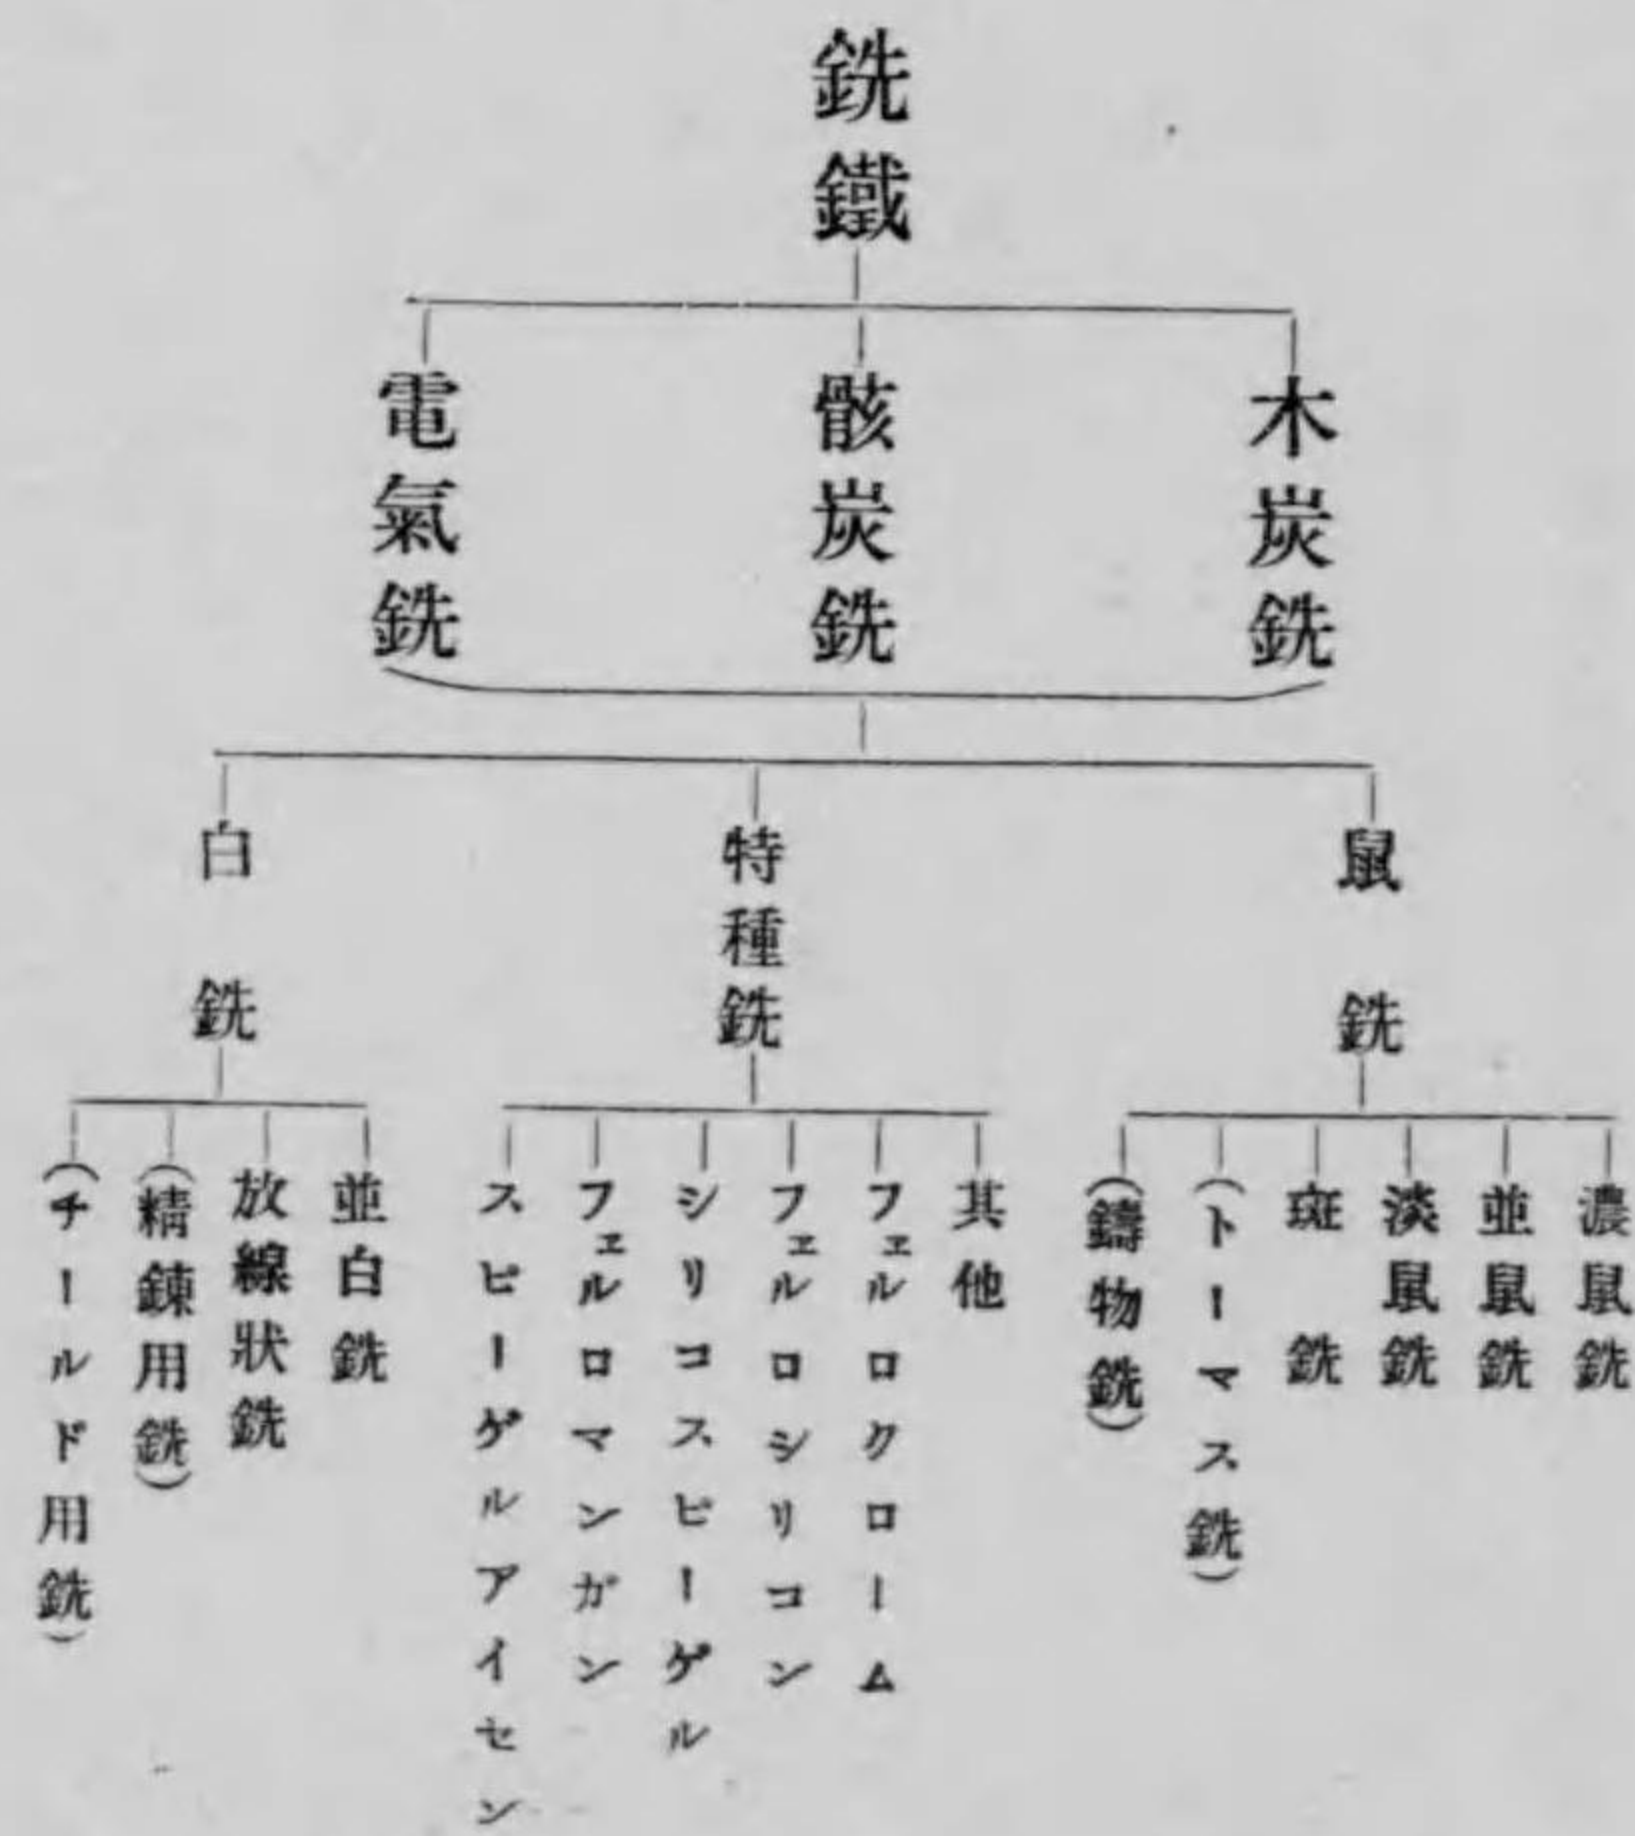 銑鐵
木炭銑
骸炭銑
電氣銑
鼠銑
特種銑
白銑
濃鼠銑
並鼠銑
淡鼠銑
斑銑
(トーマス銑)
(鑄物銑)
其他
フェルロクローム
フェルロシリコン
シリコスピーゲル
フェルロマンガン
スピーゲルアイセン
並白銑
放線狀銑
(精鍊用銑)
(チールド用銑)